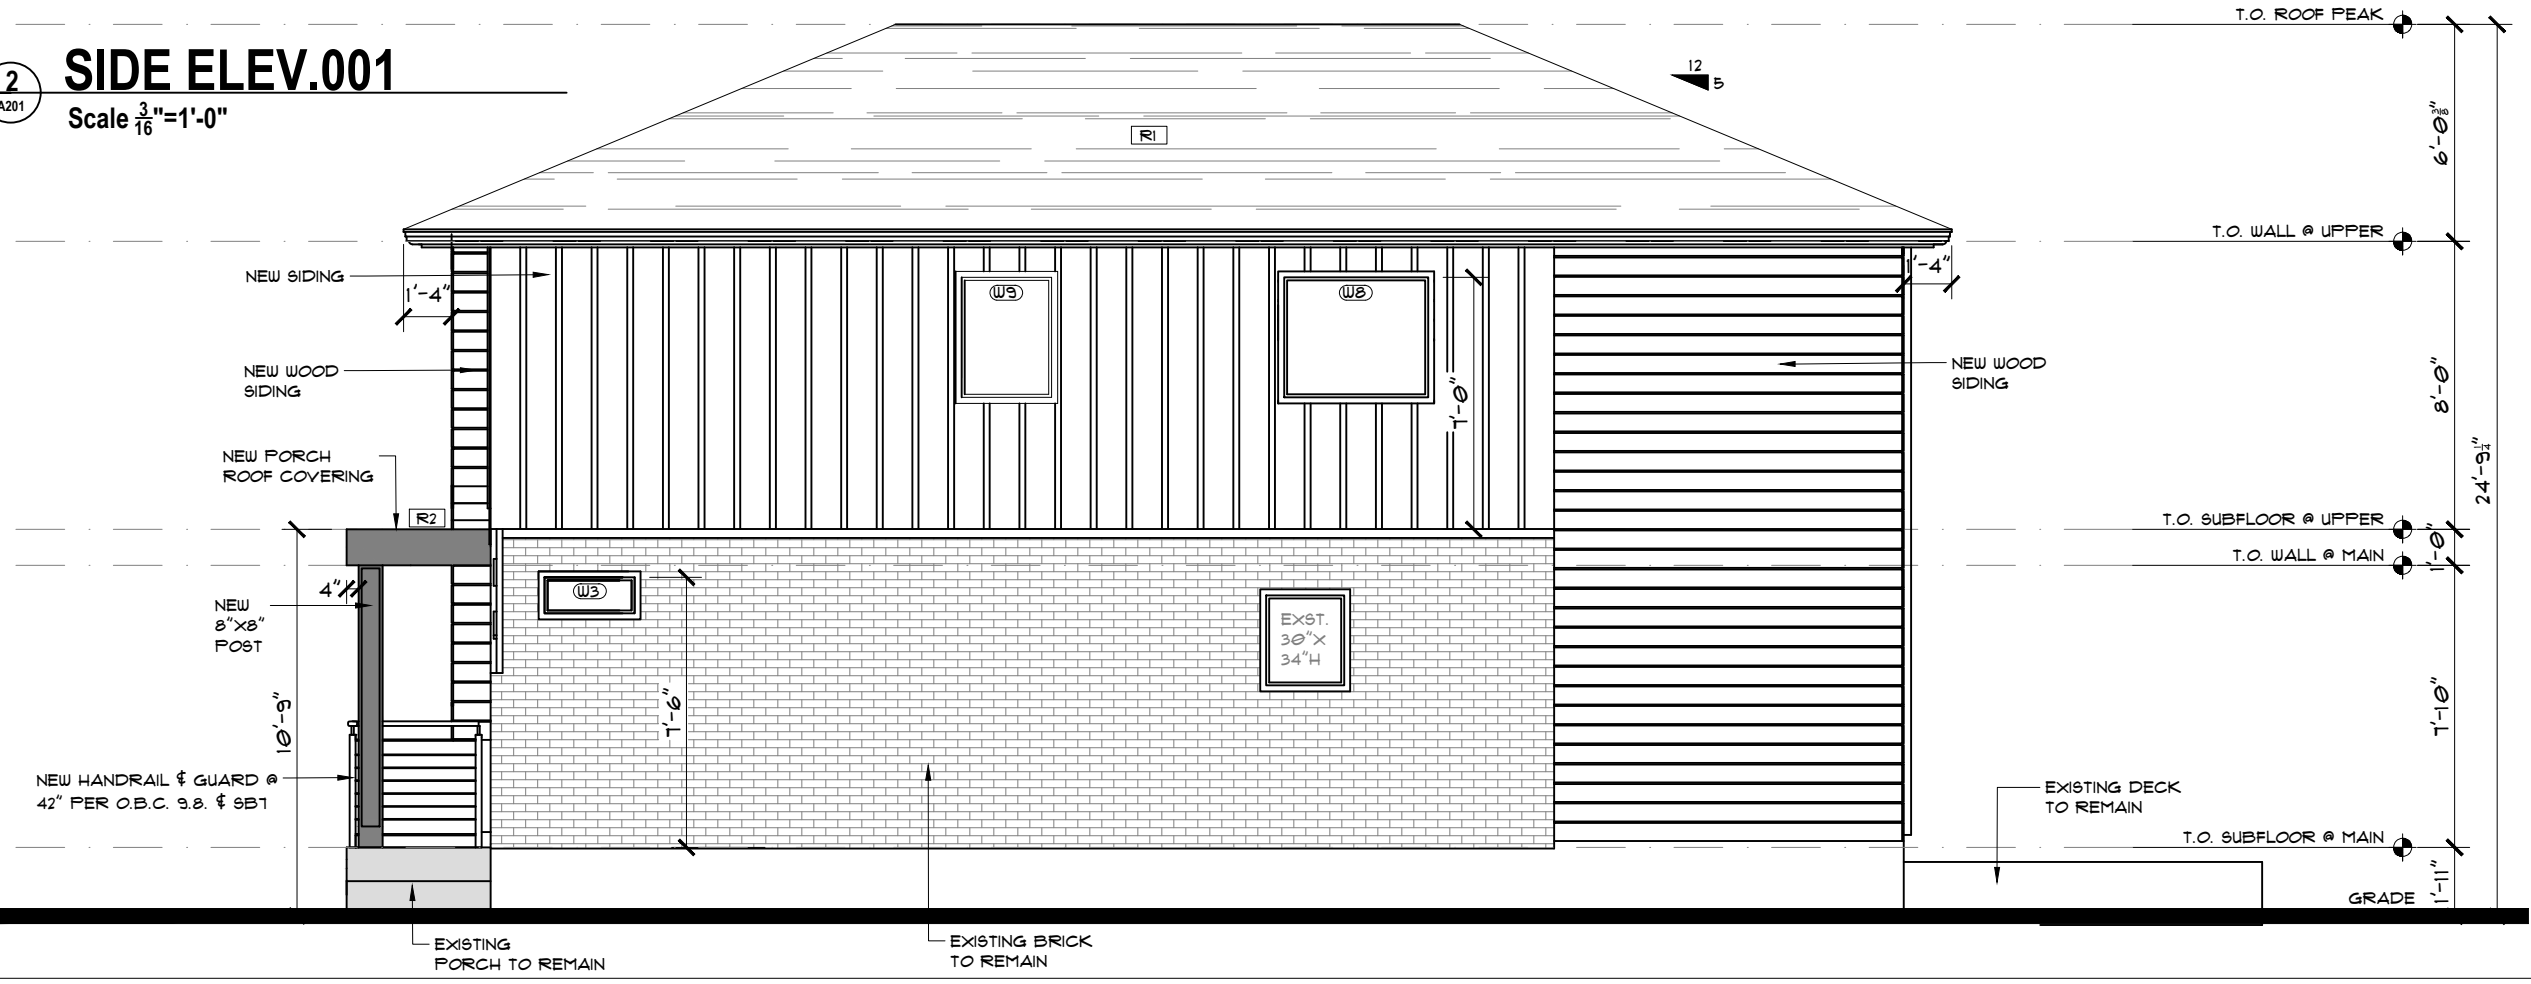 2
A201
SIDE ELEV.001
Scale 3/16"=1'-0"
T.O. ROOF PEAK
12
5
R1
6'-0 3/8"
T.O. WALL @ UPPER
NEW SIDING
1'-4"
W9
W8
1'-4"
NEW WOOD
SIDING
7'-0"
NEW WOOD
SIDING
8'-0"
NEW PORCH
ROOF COVERING
R2
24'-9 1/4"
T.O. SUBFLOOR @ UPPER
1'-0"
T.O. WALL @ MAIN
4"
NEW
8"X8"
POST
W3
EXST.
30"X
34"H
10'-9"
7'-6"
7'-10"
NEW HANDRAIL & GUARD @
42" PER O.B.C. 9.8. & SB7
EXISTING DECK
TO REMAIN
T.O. SUBFLOOR @ MAIN
1'-11"
GRADE
EXISTING
PORCH TO REMAIN
EXISTING BRICK
TO REMAIN